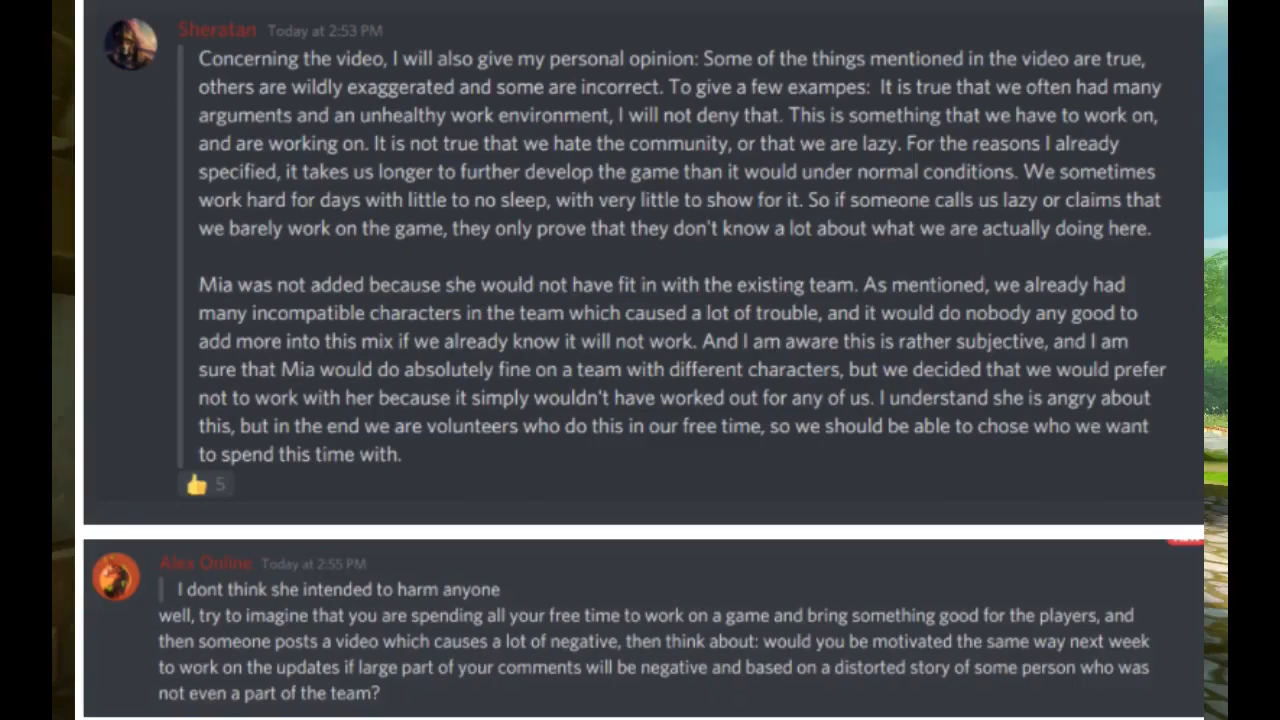 Sheratan Today at 2:53 PM
Concerning the video, I will also give my personal opinion: Some of the things mentioned in the video are true,
others are wildly exaggerated and some are incorrect. To give a few exampes: It is true that we often had many
arguments and an unhealthy work environment, I will not deny that. This is something that we have to work on,
and are working on. It is not true that we hate the community, or that we are lazy. For the reasons I already
specified, it takes us longer to further develop the game than it would under normal conditions. We sometimes
work hard for days with little to no sleep, with very little to show for it. So if someone calls us lazy or claims that
we barely work on the game, they only prove that they don't know a lot about what we are actually doing here.
Mia was not added because she would not have fit in with the existing team. As mentioned, we already had
many incompatible characters in the team which caused a lot of trouble, and it would do nobody any good to
add more into this mix if we already know it will not work. And I am aware this is rather subjective, and I am
sure that Mia would do absolutely fine on a team with different characters, but we decided that we would prefer
not to work with her because it simply wouldn't have worked out for any of us. I understand she is angry about
this, but in the end we are volunteers who do this in our free time, so we should be able to chose who we want
to spend this time with.
5
Alex Online Today at 2:55 PM
I dont think she intended to harm anyone
well, try to imagine that you are spending all your free time to work on a game and bring something good for the players, and
then someone posts a video which causes a lot of negative, then think about: would you be motivated the same way next week
to work on the updates if large part of your comments will be negative and based on a distorted story of some person who was
not even a part of the team?